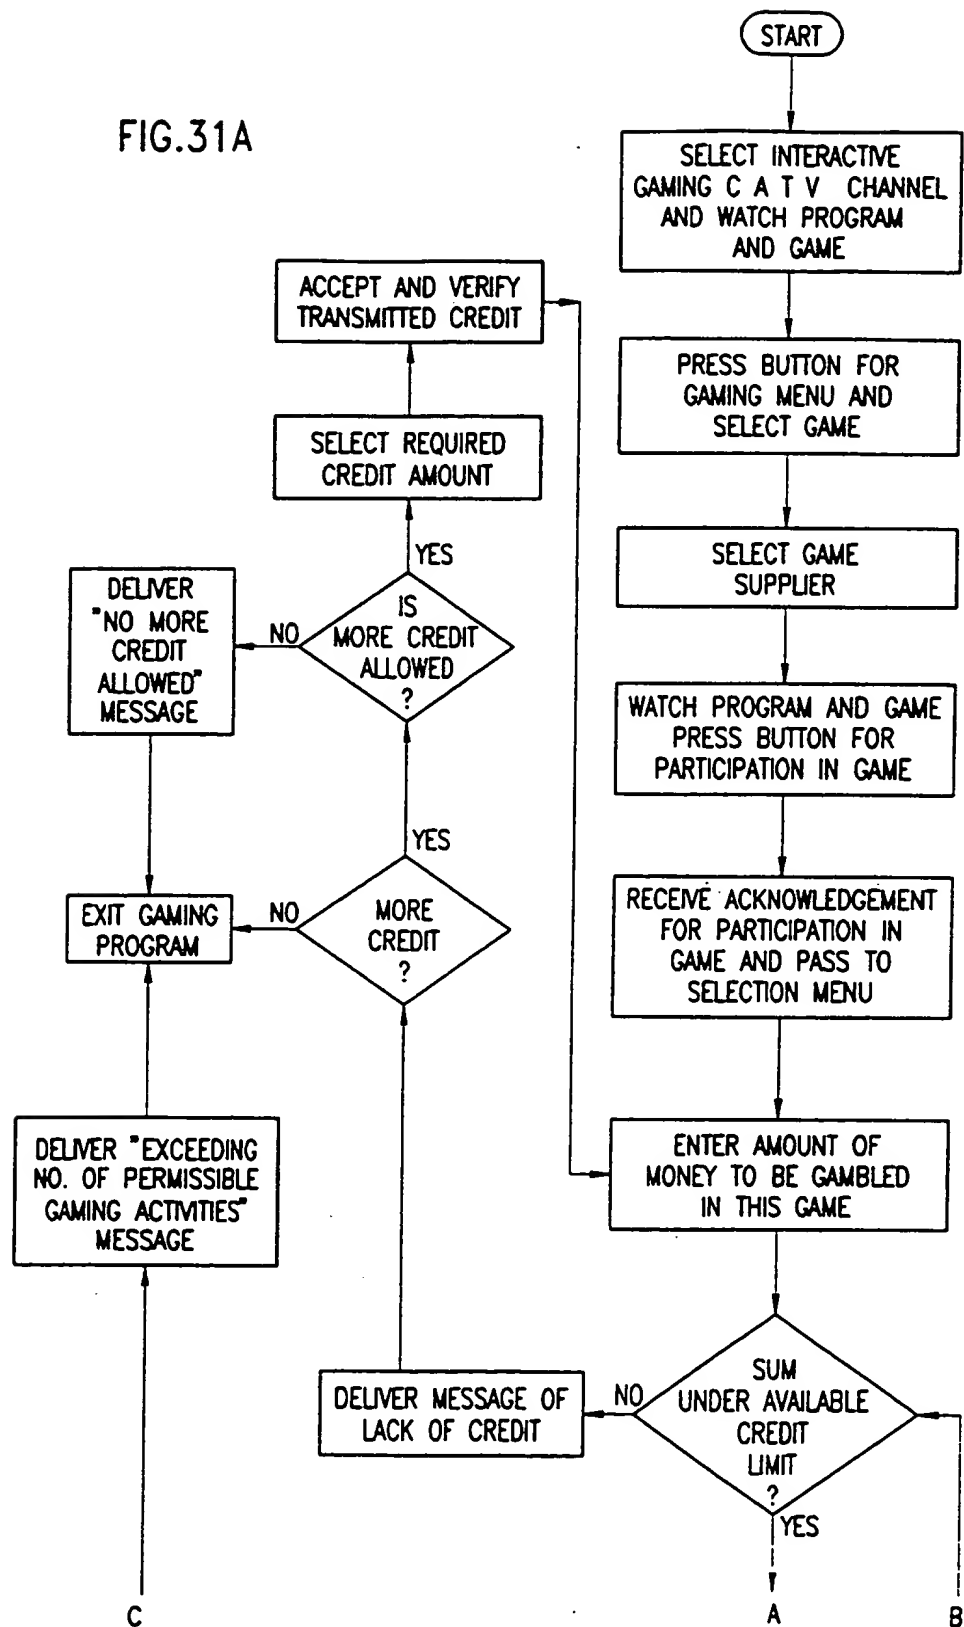 START
FIG.31A
SELECT INTERACTIVE
GAMING C A T V CHANNEL
AND WATCH PROGRAM
AND GAME
ACCEPT AND VERIFY
TRANSMITTED CREDIT
PRESS BUTTON FOR
GAMING MENU AND
SELECT GAME
SELECT REQUIRED
CREDIT AMOUNT
SELECT GAME
SUPPLIER
YES
DELIVER
"NO MORE
CREDIT
ALLOWED"
MESSAGE
NO
IS
MORE CREDIT
ALLOWED
?
WATCH PROGRAM AND GAME
PRESS BUTTON FOR
PARTICIPATION IN GAME
YES
EXIT GAMING
PROGRAM
NO
MORE
CREDIT
?
RECEIVE ACKNOWLEDGEMENT
FOR PARTICIPATION IN
GAME AND PASS TO
SELECTION MENU
DELIVER "EXCEEDING
NO. OF PERMISSIBLE
GAMING ACTIVITIES"
MESSAGE
ENTER AMOUNT OF
MONEY TO BE GAMBLED
IN THIS GAME
DELIVER MESSAGE OF
LACK OF CREDIT
NO
SUM
UNDER AVAILABLE
CREDIT
LIMIT
?
YES
C
A
B